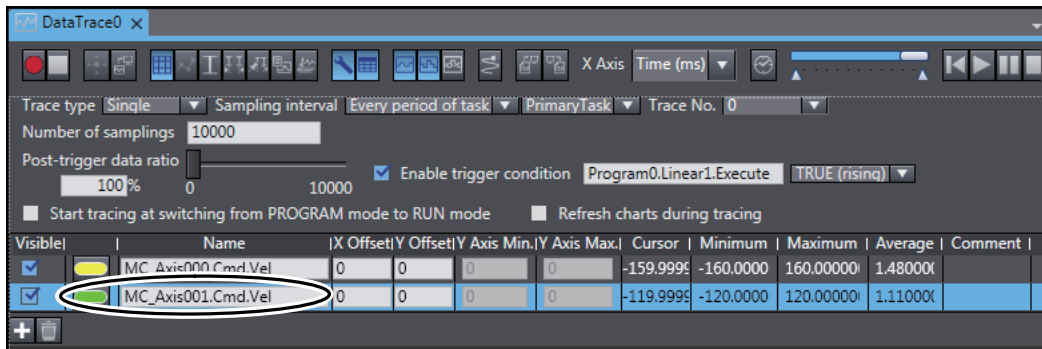 DataTrace0
X Axis Time (ms)
Trace type Single Sampling interval Every period of task PrimaryTask Trace No. 0
Number of samplings 10000
Post-trigger data ratio
100 % 0 10000 Enable trigger condition Program0.Linear1.Execute TRUE (rising)
Start tracing at switching from PROGRAM mode to RUN mode Refresh charts during tracing
Visible Name X Offset Y Offset Y Axis Min. Y Axis Max. Cursor Minimum Maximum Average Comment
MC_Axis000.Cmd.Vel 0 0 0 0 -159.9999 -160.0000 160.00000 1.48000
MC_Axis001.Cmd.Vel 0 0 0 0 -119.9999 -120.0000 120.00000 1.11000